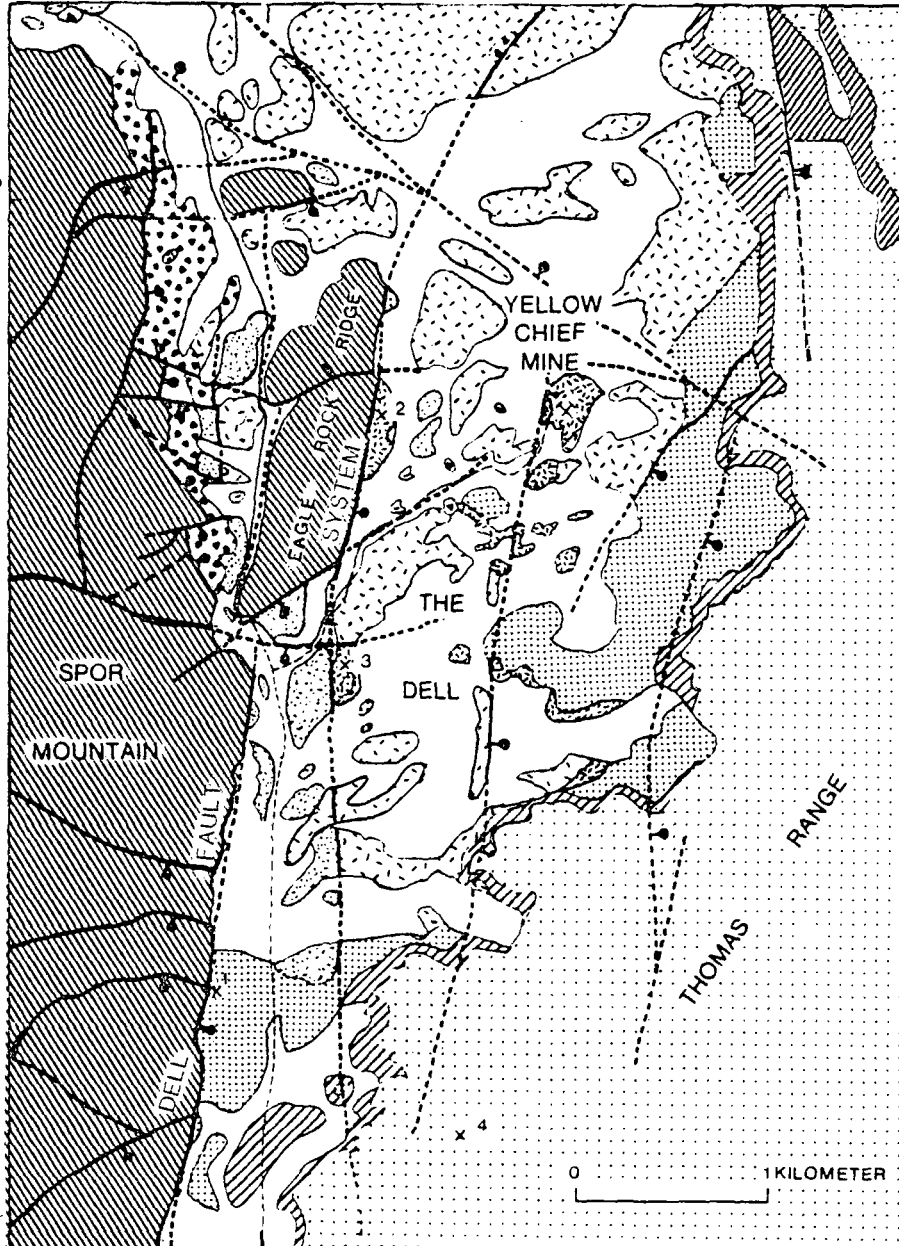 YELLOW
CHIEF
MINE
EAGLE ROCK RIDGE
SYSTEM
2
THE
DELL
3
SPOR
MOUNTAIN
FAULT
DELL
1
THOMAS
RANGE
4
0 1 KILOMETER